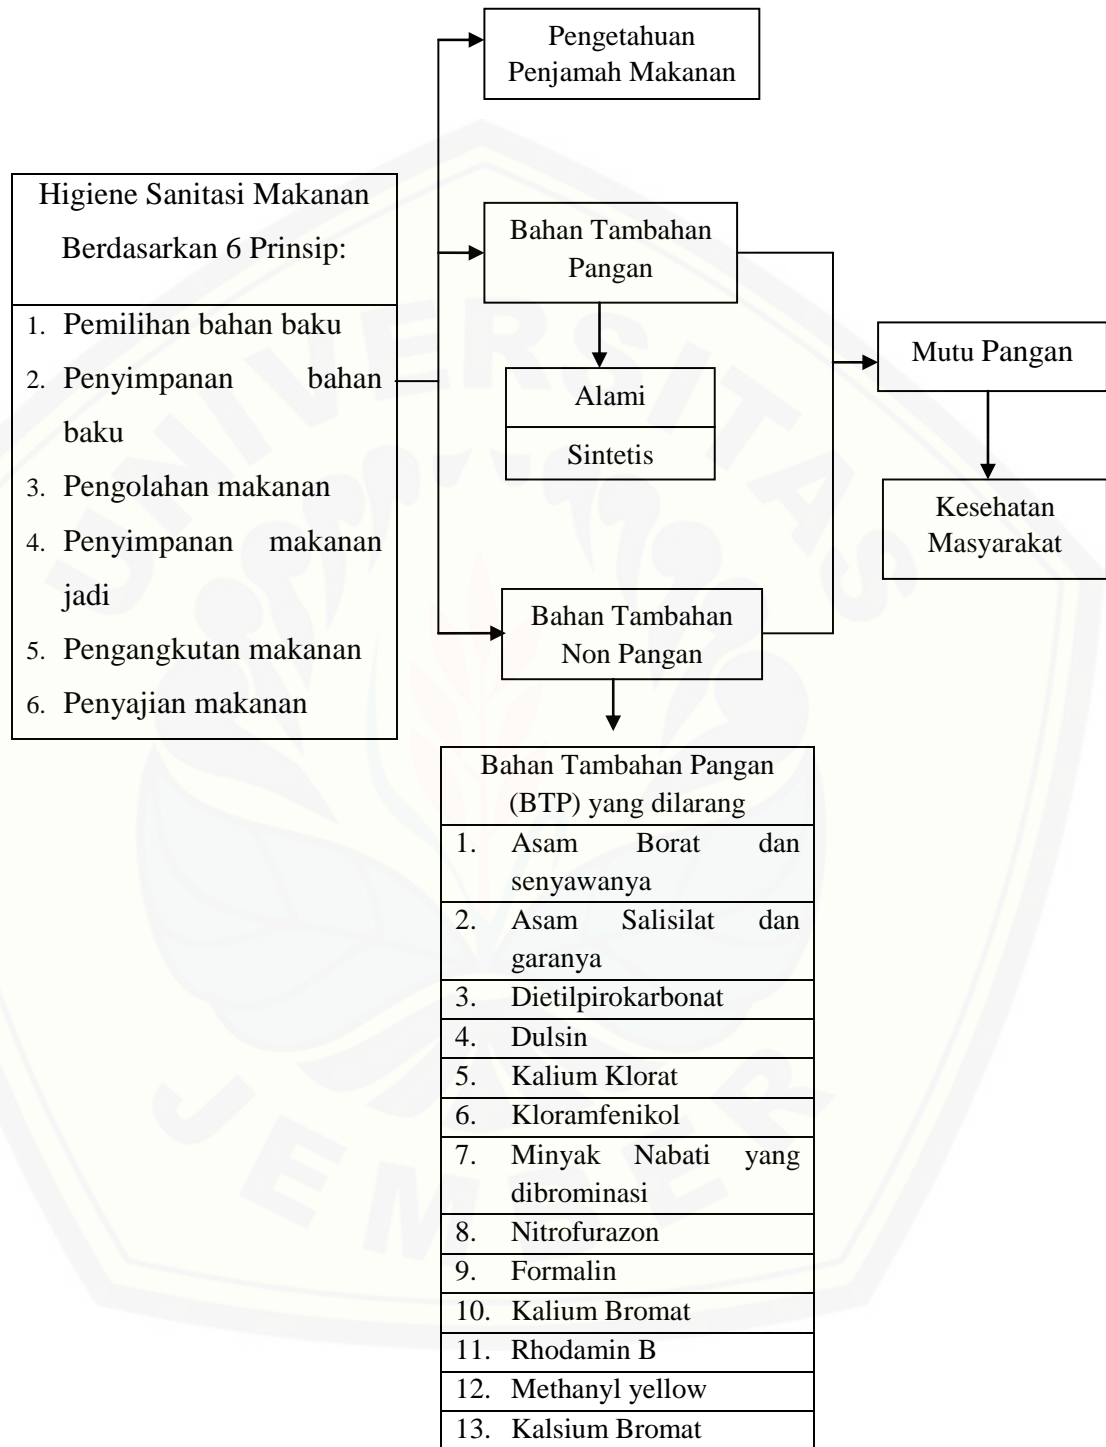 Pengetahuan
Penjamah Makanan
Higiene Sanitasi Makanan
Berdasarkan 6 Prinsip:
1. Pemilihan bahan baku
2. Penyimpanan bahan
baku
3. Pengolahan makanan
4. Penyimpanan makanan
jadi
5. Pengangkutan makanan
6. Penyajian makanan
Bahan Tambahan
Pangan
Alami
Sintetis
Mutu Pangan
Kesehatan
Masyarakat
Bahan Tambahan
Non Pangan
Bahan Tambahan Pangan
(BTP) yang dilarang
1. Asam Borat dan
senyawanya
2. Asam Salisilat dan
garanya
3. Dietilpirokarbonat
4. Dulsin
5. Kalium Klorat
6. Kloramfenikol
7. Minyak Nabati yang
dibrominasi
8. Nitrofurazon
9. Formalin
10. Kalium Bromat
11. Rhodamin B
12. Methanyl yellow
13. Kalsium Bromat
UNIVERSITAS
JEMBER